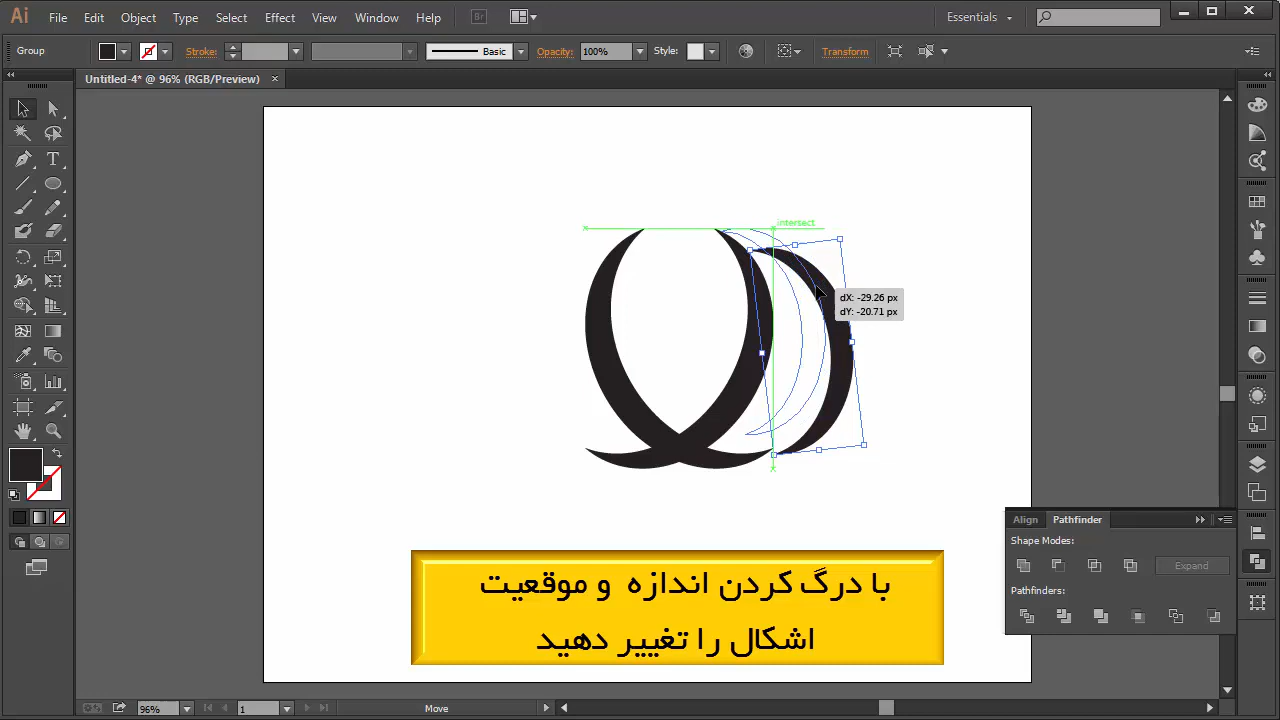 Ai File Edit Object Type Select Effect View Window Help Br Essentials
Group Stroke: Basic Opacity: 100% Style: Transform
Untitled-4* @ 96% (RGB/Preview) ×
intersect
dX: -29.26 px
dY: -20.71 px
Align Pathfinder
Shape Modes:
Expand
Pathfinders:
با درگ کردن اندازه و موقعیت
اشکال را تغییر دهید
96% 1 Move